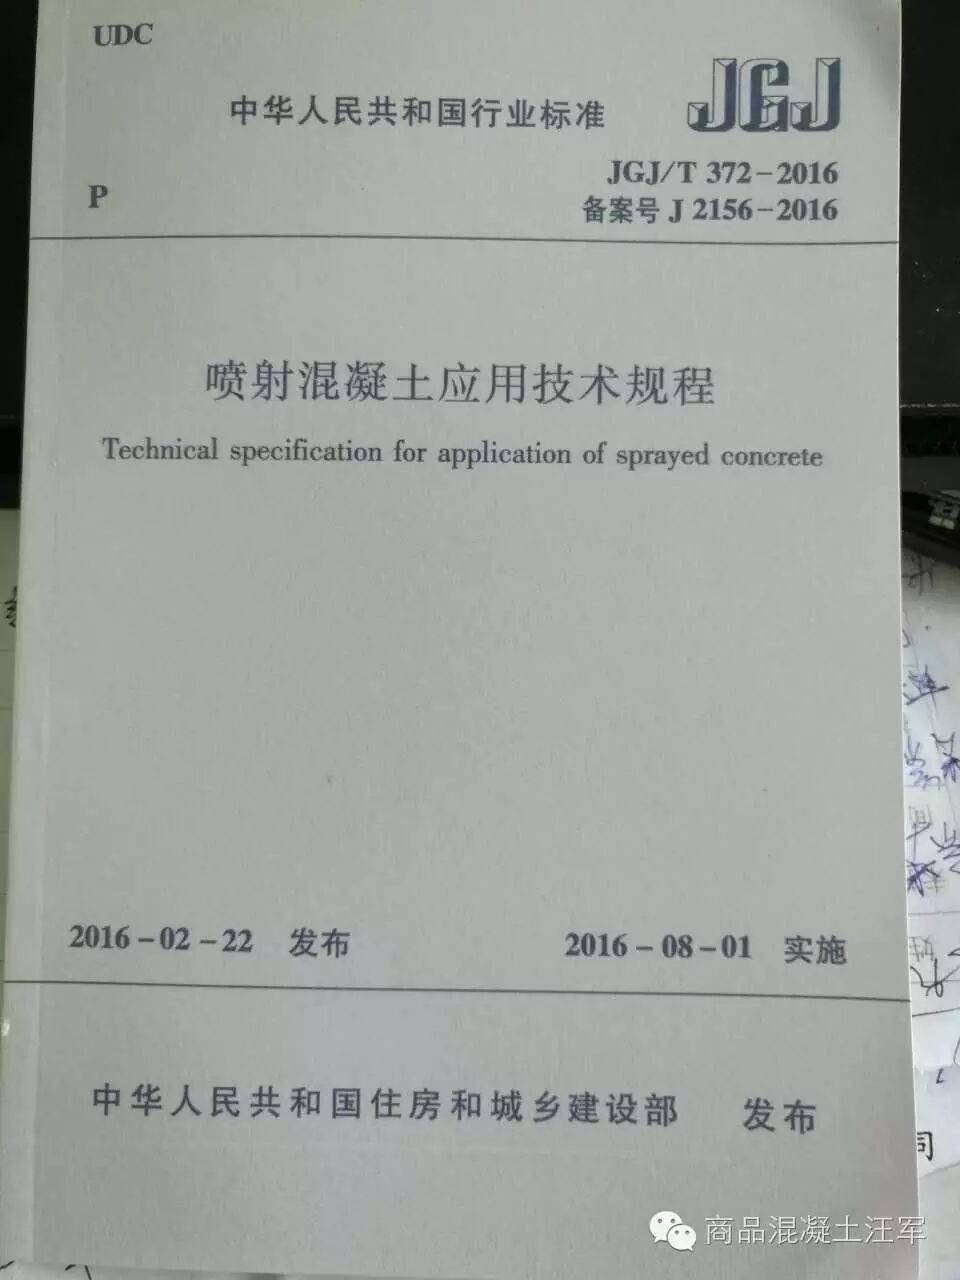 UDC
中华人民共和国行业标准
JGJ
JGJ/T 372-2016
P
备案号 J 2156-2016
喷射混凝土应用技术规程
Technical specification for application of sprayed concrete
2016-02-22 发布
2016-08-01 实施
中华人民共和国住房和城乡建设部 发布
司
商品混凝土汪军